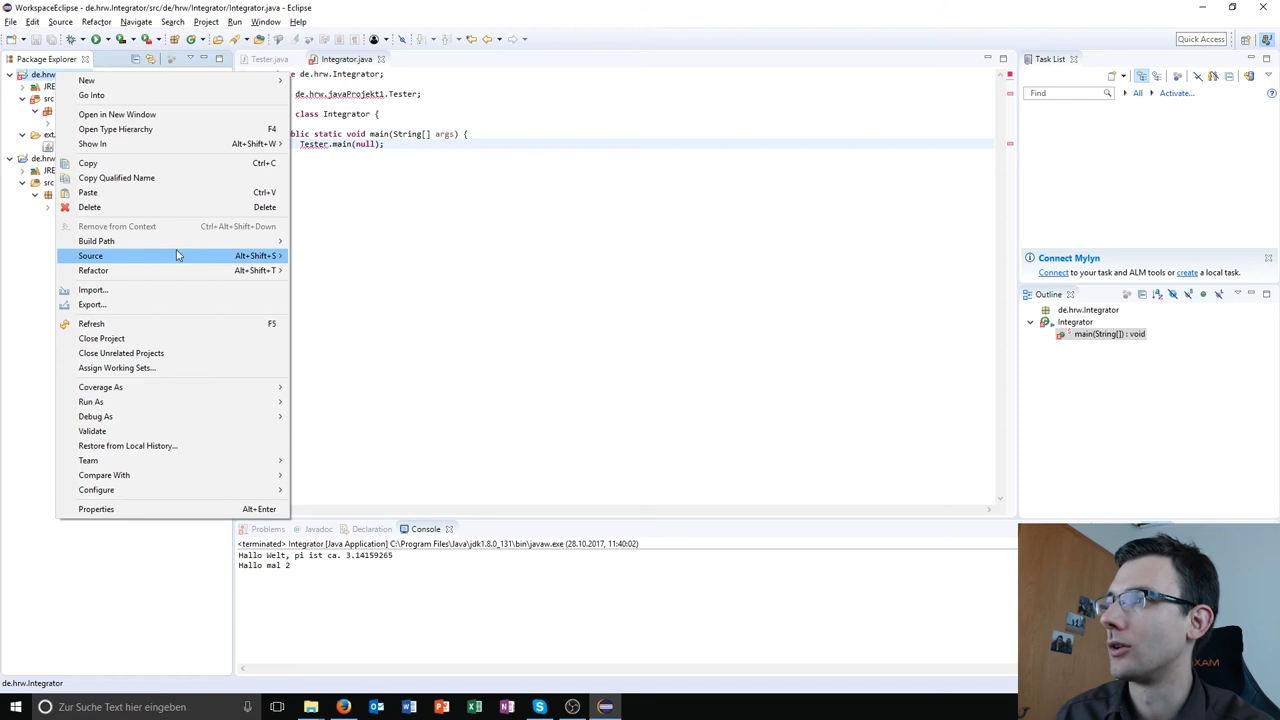 WorkspaceEclipse - de.hrw.Integrator/src/de/hrw/Integrator/Integrator.java - Eclipse
File Edit Source Refactor Navigate Search Project Run Window Help
Quick Access
Package Explorer
Tester.java
Integrator.java
Task List
de.hrw
JRE
src
ext.
de.hrw
JRE
src
New
Go Into
Open in New Window
Open Type Hierarchy F4
Show In Alt+Shift+W
Copy Ctrl+C
Copy Qualified Name
Paste Ctrl+V
Delete Delete
Remove from Context Ctrl+Alt+Shift+Down
Build Path
Source Alt+Shift+S
Refactor Alt+Shift+T
Import...
Export...
Refresh F5
Close Project
Close Unrelated Projects
Assign Working Sets...
Coverage As
Run As
Debug As
Validate
Restore from Local History...
Team
Compare With
Configure
Properties Alt+Enter
e de.hrw.Integrator;
de.hrw.javaProjekt1.Tester;
class Integrator {
blic static void main(String[] args) {
Tester.main(null);
Find All Activate...
Connect Mylyn
Connect to your task and ALM tools or create a local task.
Outline
de.hrw.Integrator
Integrator
main(String[]) : void
Problems Javadoc Declaration Console
<terminated> Integrator [Java Application] C:\Program Files\Java\jdk1.8.0_131\bin\javaw.exe (28.10.2017, 11:40:02)
Hallo Welt, pi ist ca. 3.14159265
Hallo mal 2
de.hrw.Integrator
Zur Suche Text hier eingeben